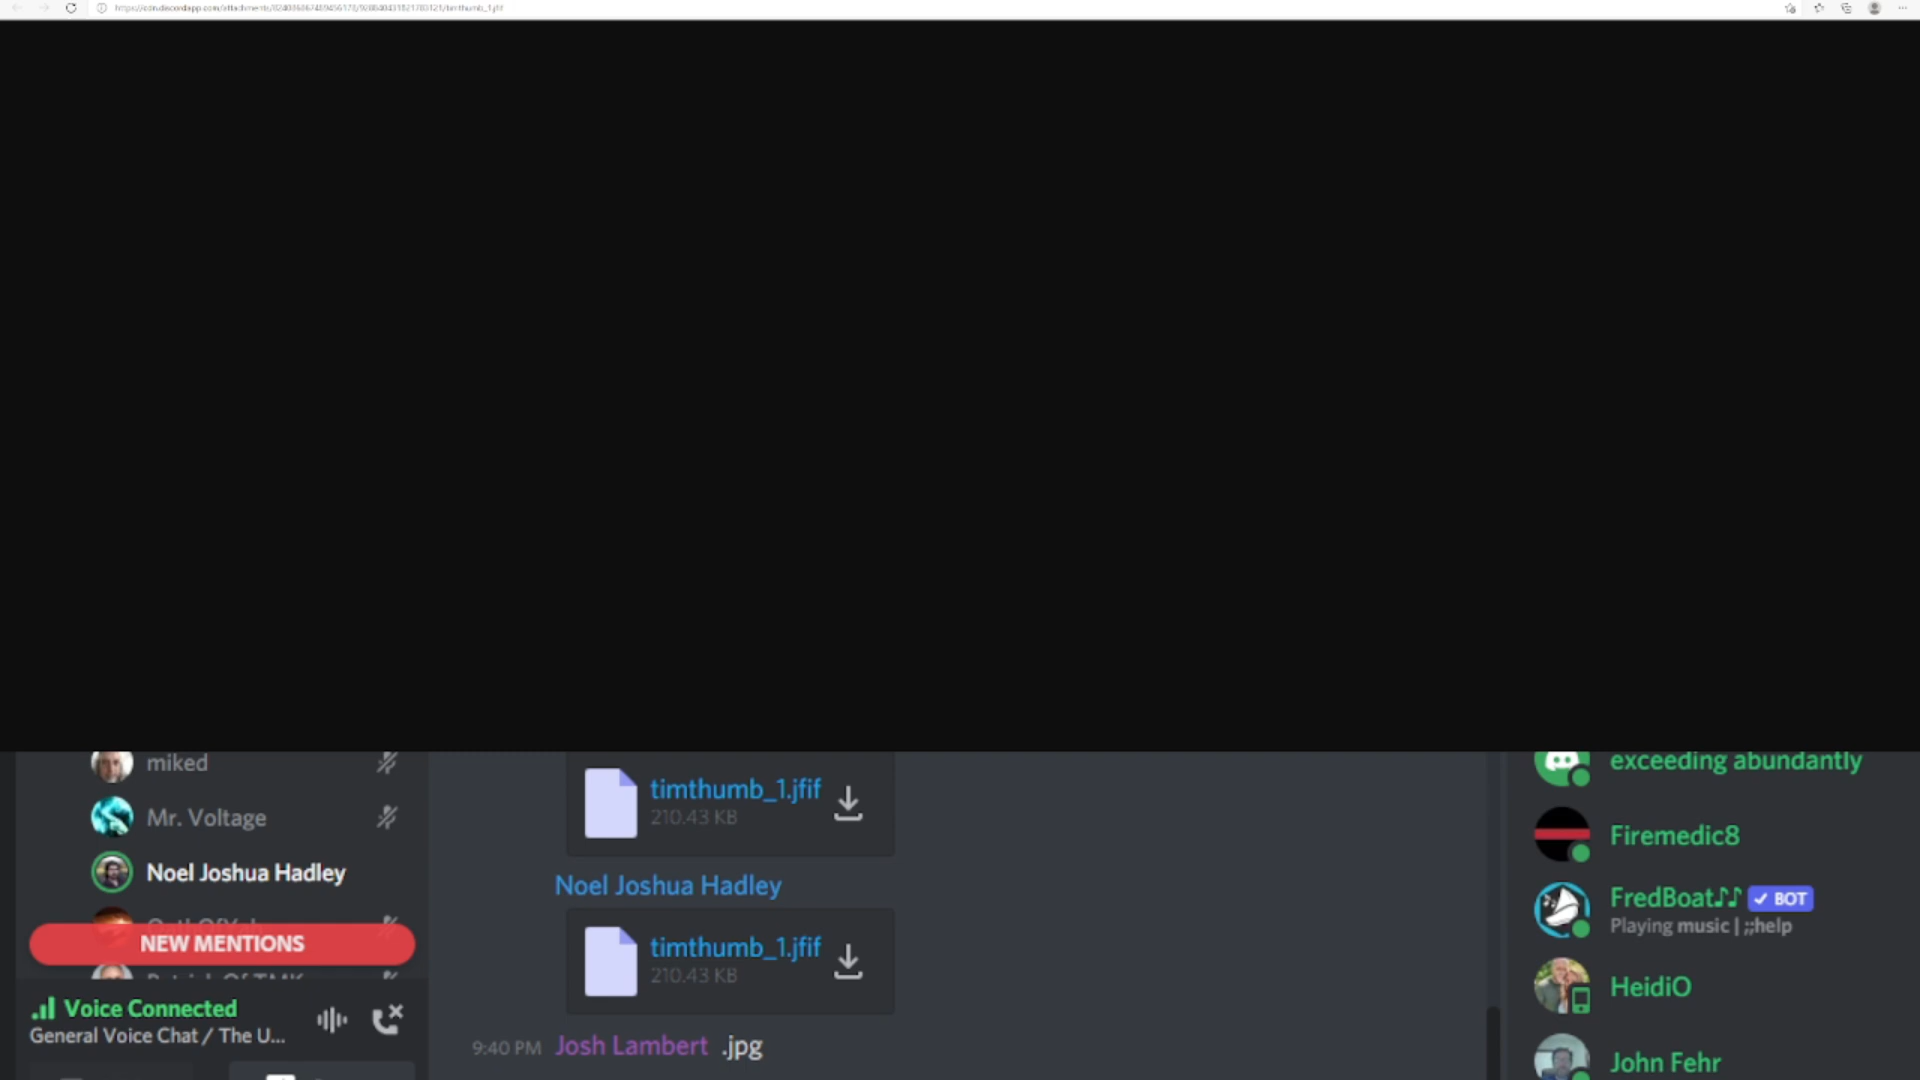 miked
Mr. Voltage
Noel Joshua Hadley
NEW MENTIONS
Voice Connected
General Voice Chat / The U...
timthumb_1.jfif
210.43 KB
Noel Joshua Hadley
timthumb_1.jfif
210.43 KB
9:40 PM Josh Lambert .jpg
exceeding abundantly
Firemedic8
FredBoat♪♪ ✓ BOT
Playing music | ;;help
HeidiO
John Fehr